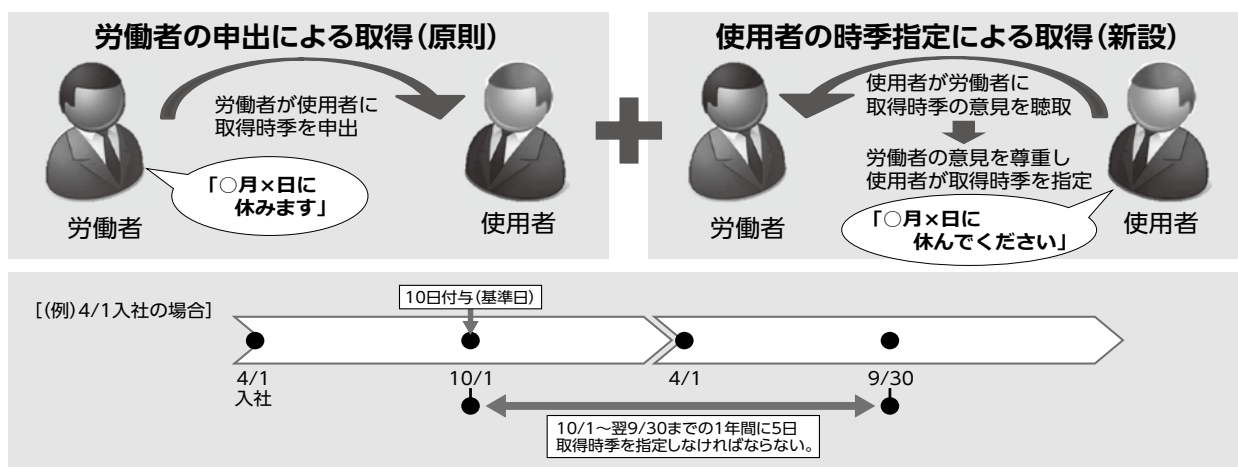 労働者の申出による取得(原則)
労働者が使用者に
取得時季を申出
「○月×日に
休みます」
労働者
使用者
使用者の時季指定による取得(新設)
使用者が労働者に
取得時季の意見を聴取
労働者の意見を尊重し
使用者が取得時季を指定
「○月×日に
休んでください」
労働者
使用者
[(例)4/1入社の場合]
10日付与(基準日)
4/1
入社
10/1
4/1
9/30
10/1~翌9/30までの1年間に5日
取得時季を指定しなければならない。